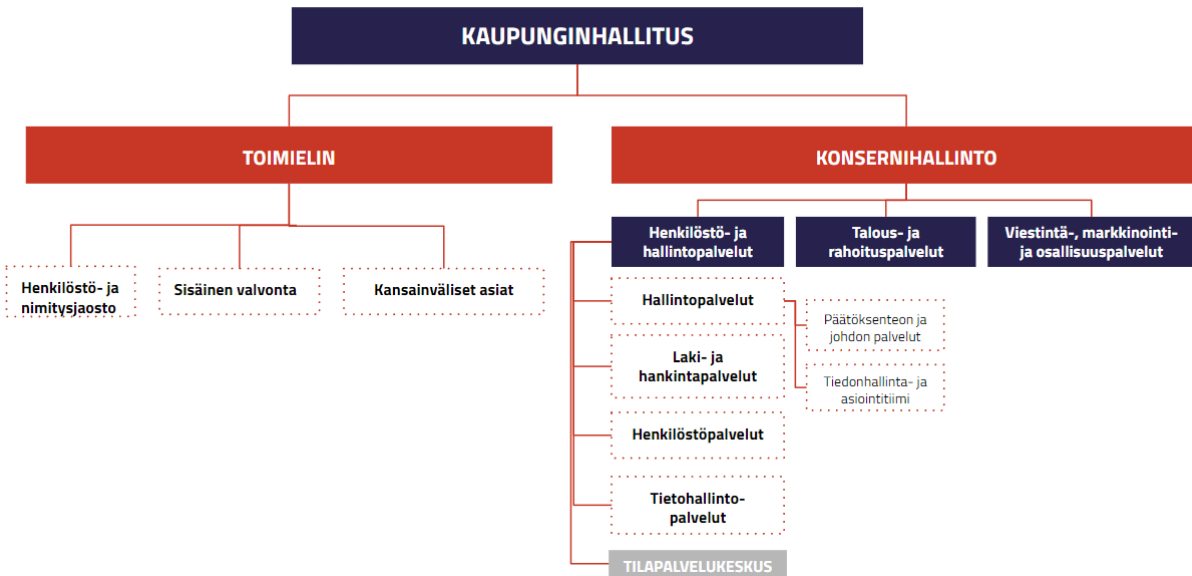 KAUPUNGINHALLITUS
TOIMIELIN
KONSERNIHALLINTO
Henkilöstö- ja
nimitysjaosto
Sisäinen valvonta
Kansainväliset asiat
Henkilöstö- ja
hallintopalvelut
Talous- ja
rahoituspalvelut
Viestintä-, markkinointi-
ja osallisuuspalvelut
Hallintopalvelut
Päätöksenteon ja
johdon palvelut
Tiedonhallinta- ja
asiointitiimi
Laki- ja
hankintapalvelut
Henkilöstöpalvelut
Tietohallinto-
palvelut
TILAPALVELUKESKUS